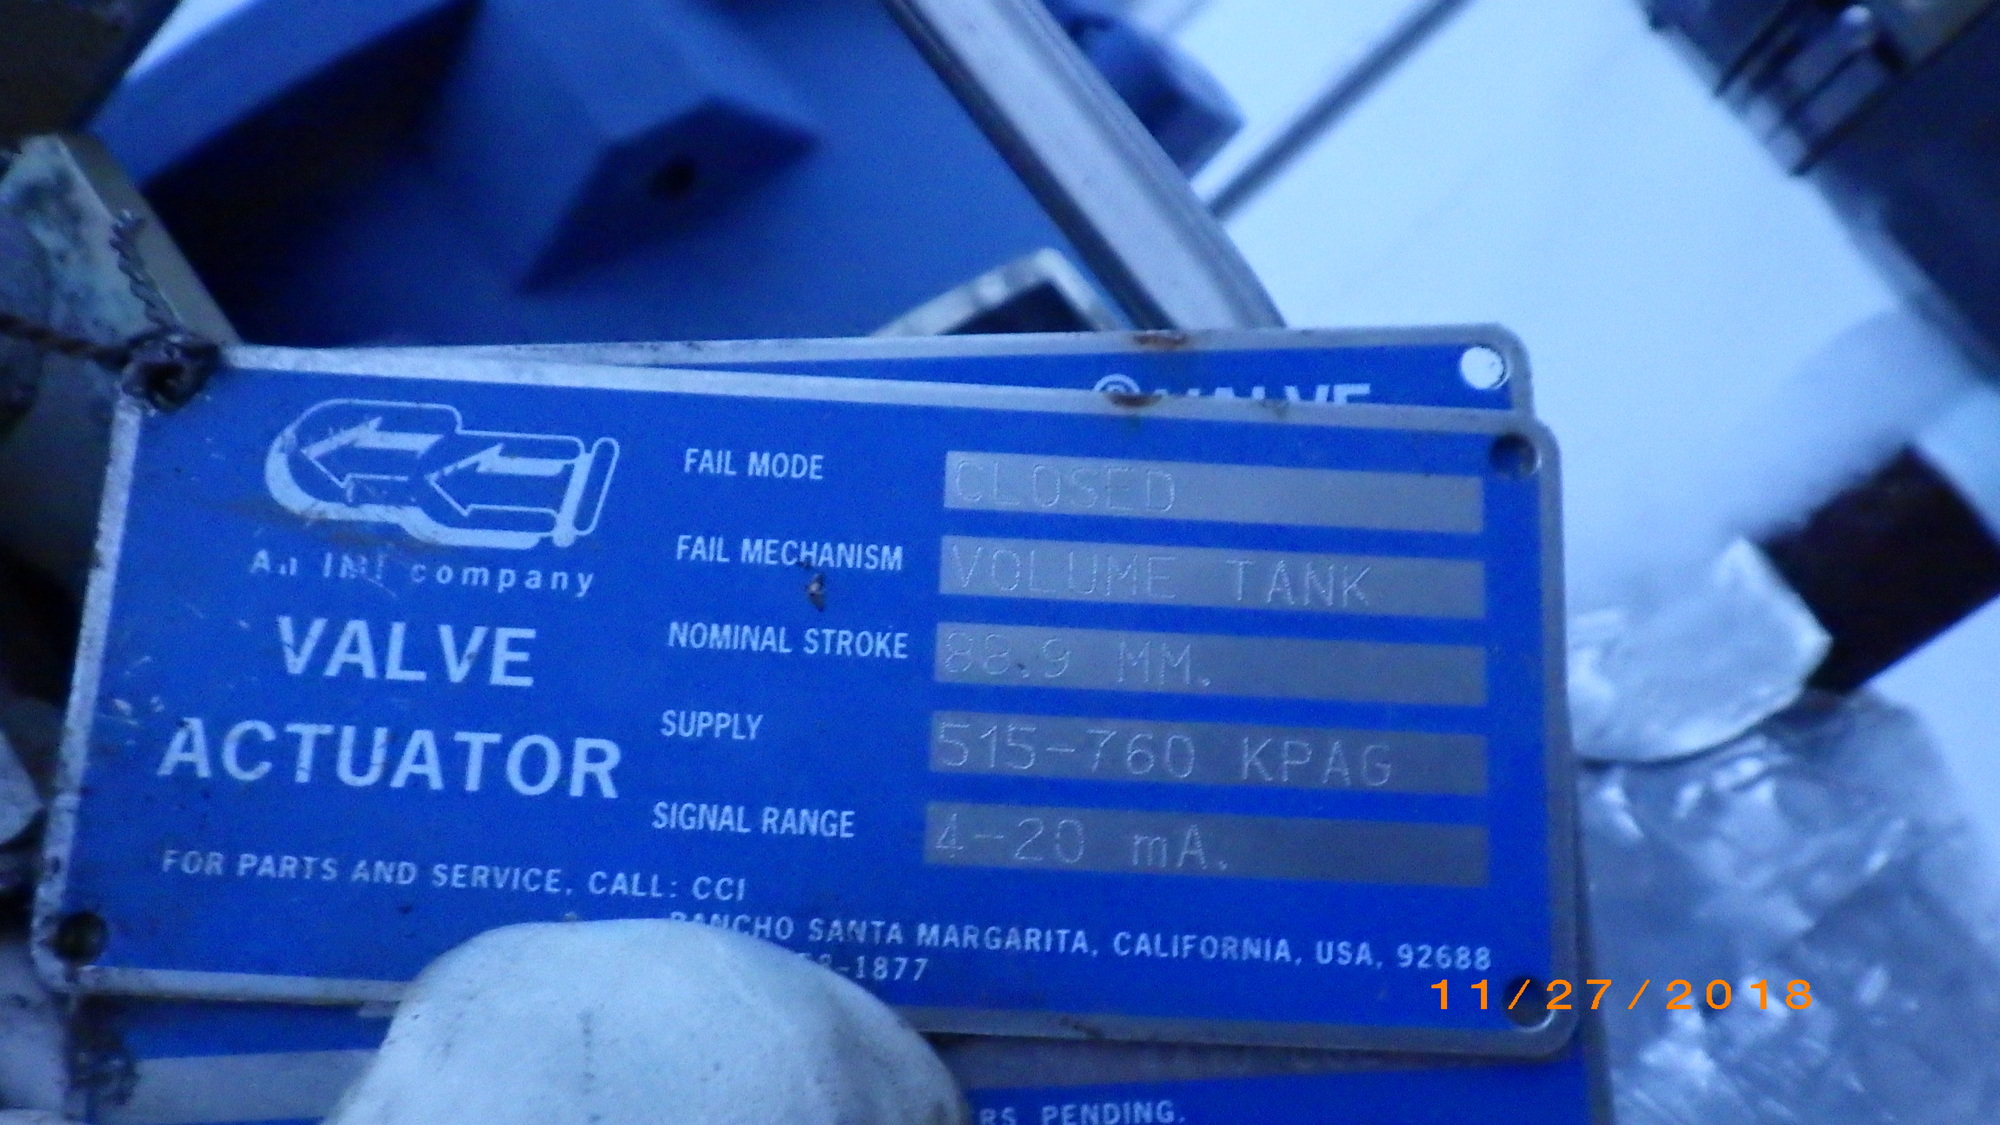 ® VALVE
CCI
An IMI company
VALVE
ACTUATOR
FAIL MODE CLOSED
FAIL MECHANISM VOLUME TANK
NOMINAL STROKE 88.9 MM.
SUPPLY 515-760 KPAG
SIGNAL RANGE 4-20 mA.
FOR PARTS AND SERVICE, CALL: CCI
RANCHO SANTA MARGARITA, CALIFORNIA, USA, 92688
-1877
11/27/2018
RS PENDING.